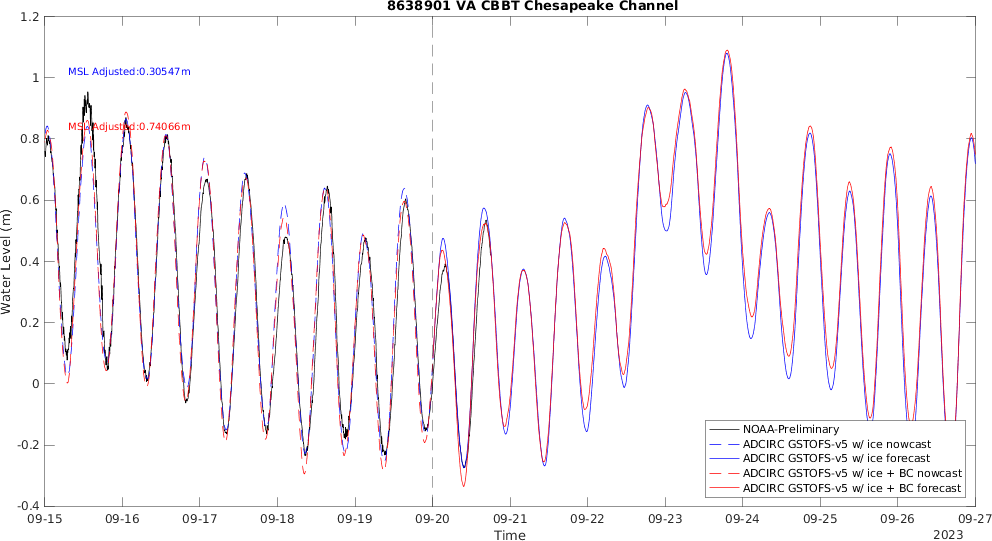 8638901 VA CBBT Chesapeake Channel
1.2
1
0.8
0.6
0.4
0.2
0
-0.2
-0.4
Water Level (m)
MSL Adjusted:0.30547m
MSL Adjusted:0.74066m
NOAA-Preliminary
ADCIRC GSTOFS-v5 w/ ice nowcast
ADCIRC GSTOFS-v5 w/ ice forecast
ADCIRC GSTOFS-v5 w/ ice + BC nowcast
ADCIRC GSTOFS-v5 w/ ice + BC forecast
09-15 09-16 09-17 09-18 09-19 09-20 09-21 09-22 09-23 09-24 09-25 09-26 09-27
Time
2023